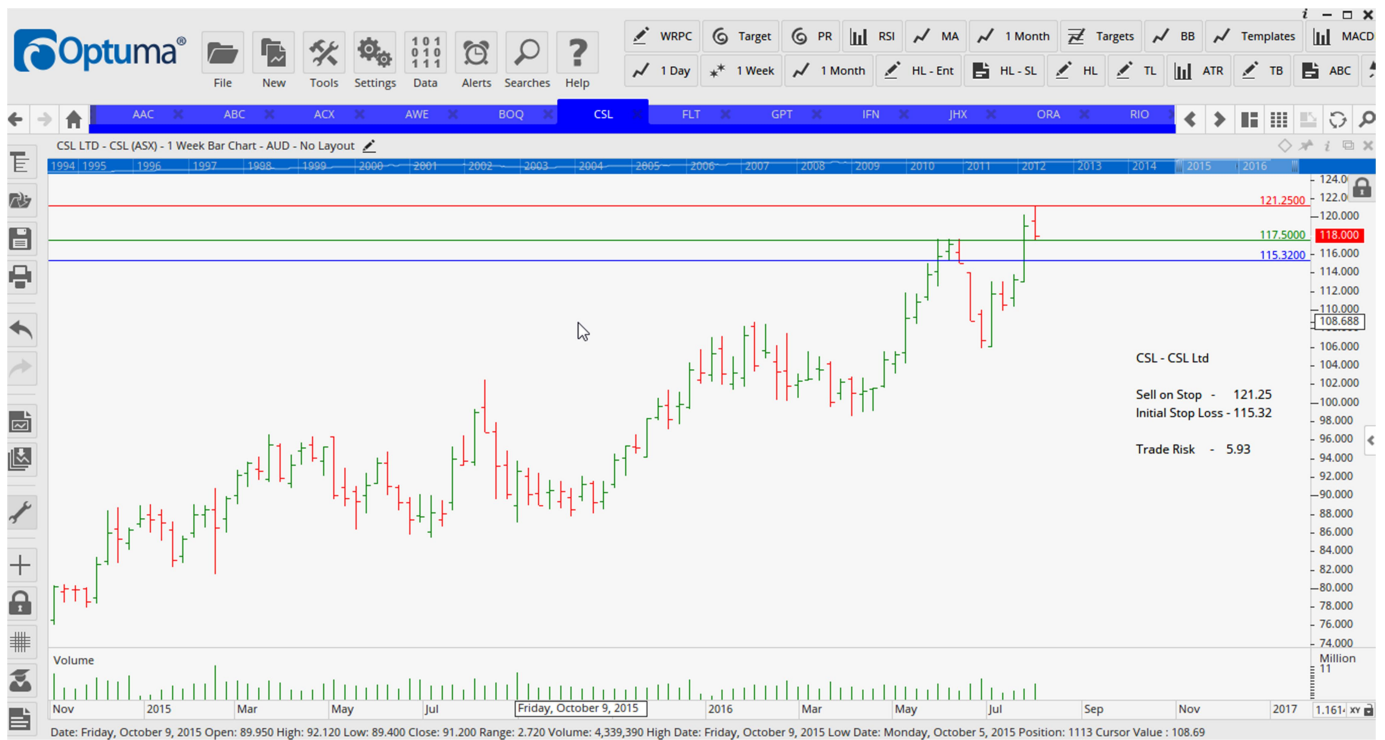 i
Optuma®
File New Tools Settings Data Alerts Searches Help
WRPC Target PR RSI MA 1 Month Targets BB Templates MACD
1 Day 1 Week 1 Month HL - Ent HL - SL HL TL ATR TB ABC
AAC ABC ACX AWE BOQ CSL FLT GPT IFN JHX ORA RIO
CSL LTD - CSL (ASX) - 1 Week Bar Chart - AUD - No Layout
1994 1995 1996 1997 1998 1999 2000 2001 2002 2003 2004 2005 2006 2007 2008 2009 2010 2011 2012 2013 2014 2015 2016
124.0
122.0
121.2500
120.000
117.5000 118.000
116.000
115.3200
114.000
112.000
110.000
108.688
106.000
104.000
102.000
100.000
98.000
96.000
94.000
92.000
90.000
88.000
86.000
84.000
82.000
80.000
78.000
76.000
74.000
CSL - CSL Ltd
Sell on Stop - 121.25
Initial Stop Loss - 115.32
Trade Risk - 5.93
Volume
Million
11
Nov 2015 Mar May Jul Friday, October 9, 2015 2016 Mar May Jul Sep Nov 2017 1.161 XY
Date: Friday, October 9, 2015 Open: 89.950 High: 92.120 Low: 89.400 Close: 91.200 Range: 2.720 Volume: 4,339,390 High Date: Friday, October 9, 2015 Low Date: Monday, October 5, 2015 Position: 1113 Cursor Value : 108.69